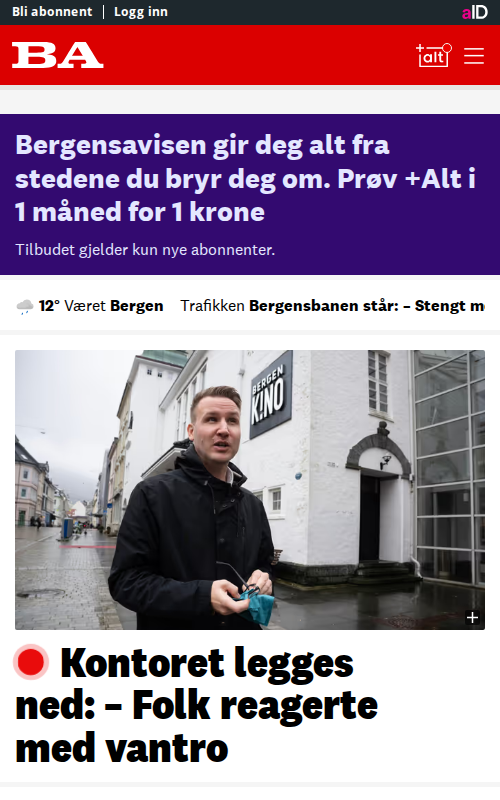 Bli abonnent | Logg inn
aID
BA
+alt
Bergensavisen gir deg alt fra
stedene du bryr deg om. Prøv +Alt i
1 måned for 1 krone
Tilbudet gjelder kun nye abonnenter.
12° Været Bergen Trafikken Bergensbanen står: – Stengt m
BERGEN
KINO
+
Kontoret legges
ned: – Folk reagerte
med vantro